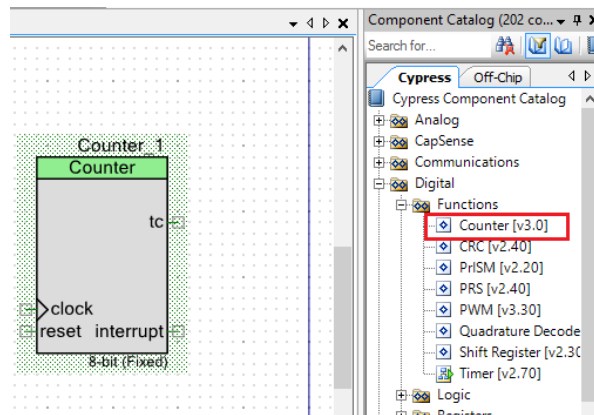 Component Catalog (202 co...
Search for...
Cypress Off-Chip
Cypress Component Catalog
Analog
CapSense
Communications
Digital
Functions
Counter [v3.0]
CRC [v2.40]
PrISM [v2.20]
PRS [v2.40]
PWM [v3.30]
Quadrature Decode
Shift Register [v2.30
Timer [v2.70]
Logic
Registers
Counter_1
Counter
tc
clock
reset interrupt
8-bit (Fixed)